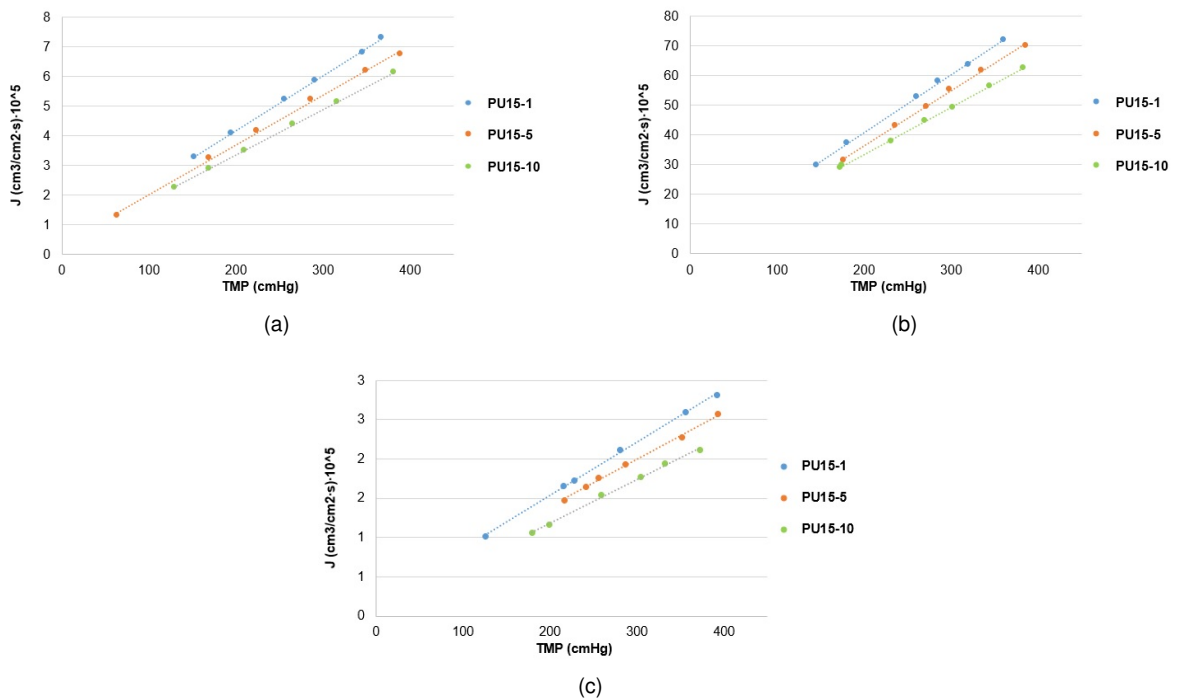 8
7
6
5
4
3
2
1
0
0 100 200 300 400
J (cm3/cm2·s)·10^5
TMP (cmHg)
PU15-1
PU15-5
PU15-10
(a)
80
70
60
50
40
30
20
10
0
0 100 200 300 400
J (cm3/cm2·s)·10^5
TMP (cmHg)
PU15-1
PU15-5
PU15-10
(b)
3
3
2
2
1
1
0
0 100 200 300 400
J (cm3/cm2·s)·10^5
TMP (cmHg)
PU15-1
PU15-5
PU15-10
(c)